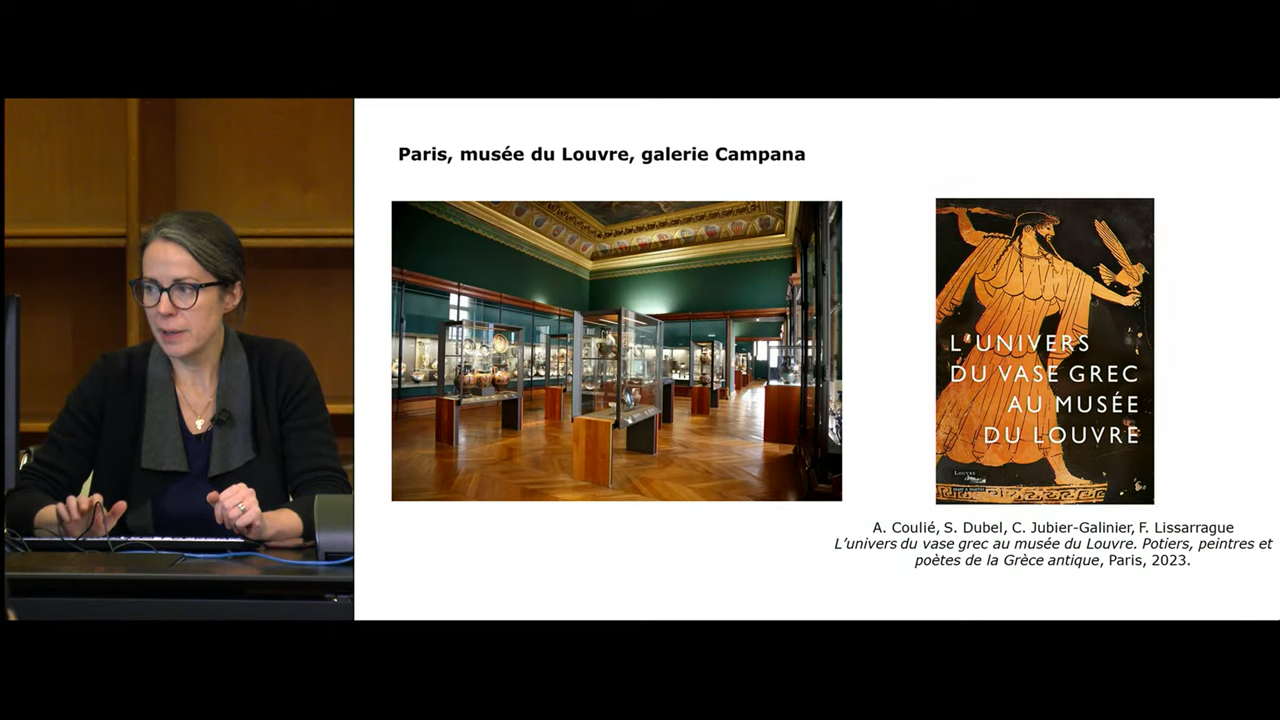 Paris, musée du Louvre, galerie Campana
L'UNIVERS
DU VASE GREC
AU MUSÉE
DU LOUVRE
LOUVRE
A. Coulié, S. Dubel, C. Jubier-Galinier, F. Lissarrague
L'univers du vase grec au musée du Louvre. Potiers, peintres et
poètes de la Grèce antique, Paris, 2023.